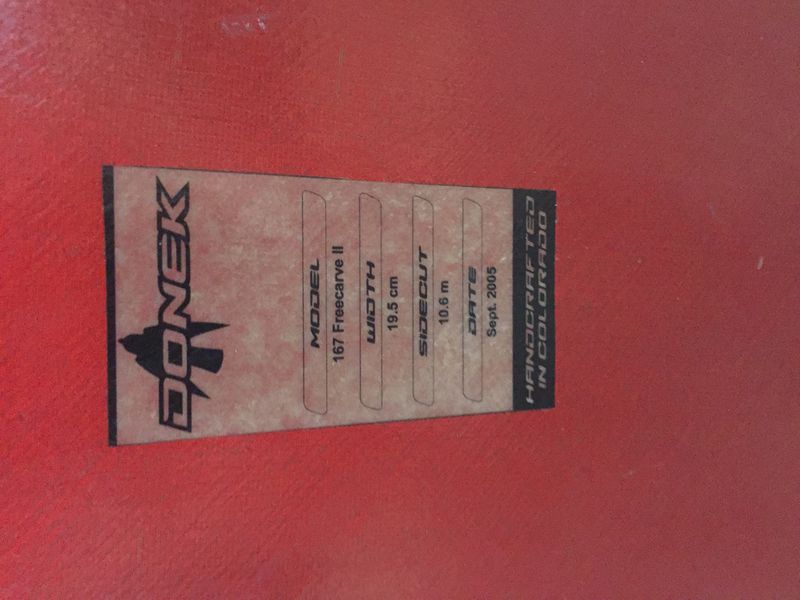 DONEK
MODEL
167 Freecarve II
WIDTH
19.5 cm
SIDECUT
10.6 m
DATE
Sept. 2005
HANDCRAFTED
IN COLORADO